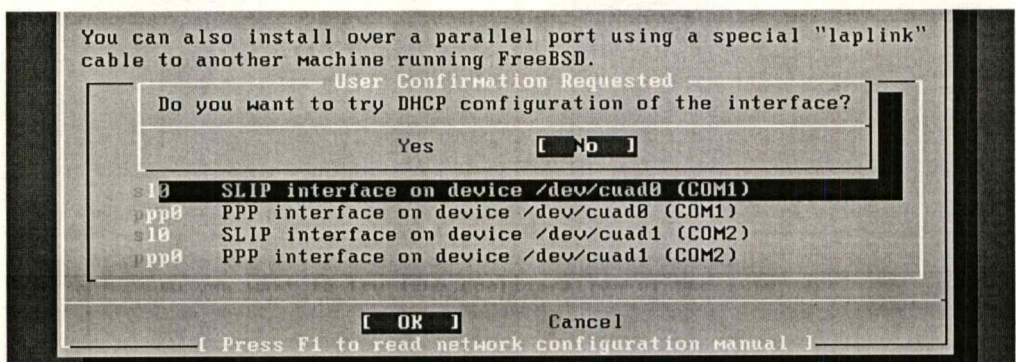 You can also install over a parallel port using a special "laplink"
cable to another machine running FreeBSD.
User Confirmation Requested
Do you want to try DHCP configuration of the interface?
Yes [ No ]
sl0 SLIP interface on device /dev/cuad0 (COM1)
ppp0 PPP interface on device /dev/cuad0 (COM1)
sl0 SLIP interface on device /dev/cuad1 (COM2)
ppp0 PPP interface on device /dev/cuad1 (COM2)
[ OK ] Cancel
[ Press F1 to read network configuration manual ]